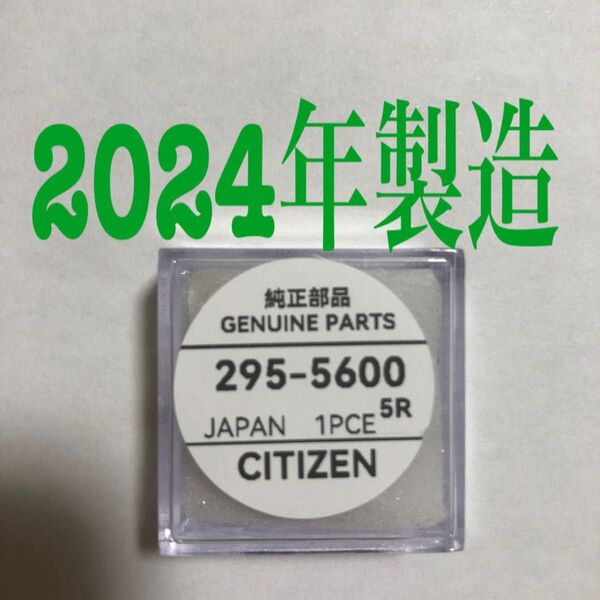 2024年製造
純正部品
GENUINE PARTS
295-5600
5R
JAPAN 1PCE
CITIZEN